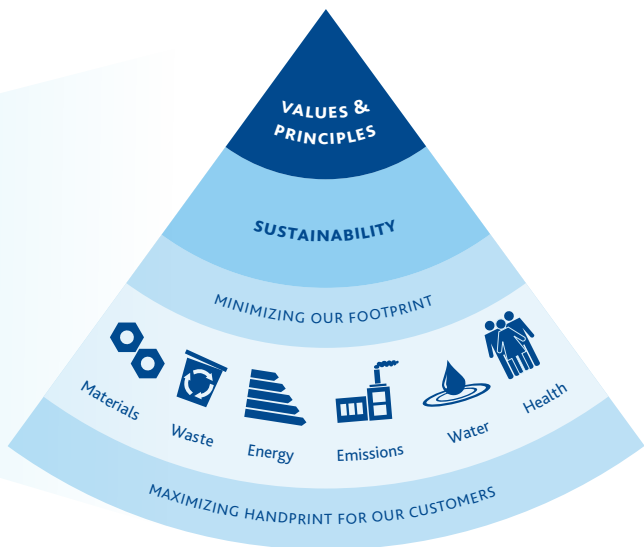 VALUES &
PRINCIPLES
SUSTAINABILITY
MINIMIZING OUR FOOTPRINT
Materials
Waste
Energy
Emissions
Water
Health
MAXIMIZING HANDPRINT FOR OUR CUSTOMERS